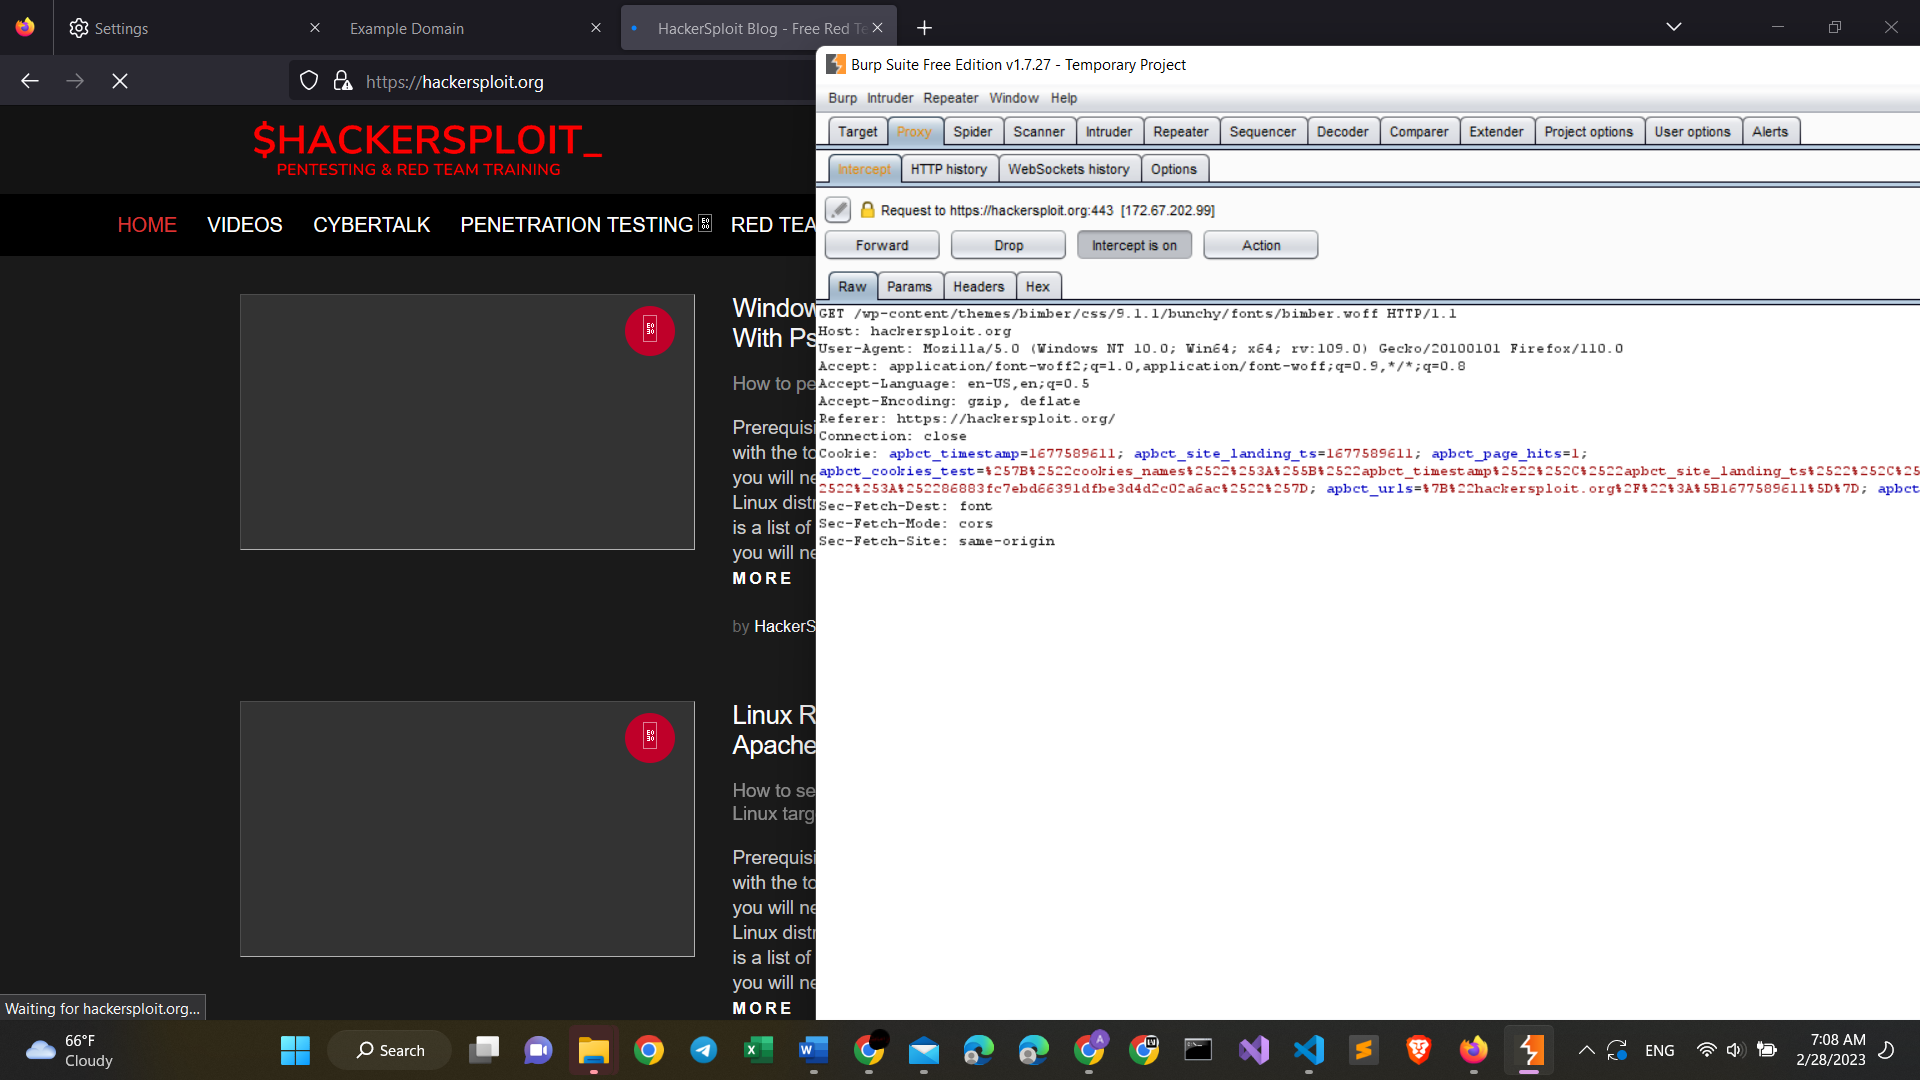 Settings
Example Domain
HackerSploit Blog - Free Red Te
https://hackersploit.org
$HACKERSPLOIT_
PENTESTING & RED TEAM TRAINING
HOME VIDEOS CYBERTALK PENETRATION TESTING RED TEA
Window
With Ps
How to pe
Prerequisi
with the to
you will ne
Linux distr
is a list of
you will ne
MORE
by HackerS
Linux R
Apache
How to se
Linux targ
Prerequisi
with the to
you will ne
Linux distr
is a list of
you will ne
MORE
Waiting for hackersploit.org...
Burp Suite Free Edition v1.7.27 - Temporary Project
Burp Intruder Repeater Window Help
Target Proxy Spider Scanner Intruder Repeater Sequencer Decoder Comparer Extender Project options User options Alerts
Intercept HTTP history WebSockets history Options
Request to https://hackersploit.org:443 [172.67.202.99]
Forward Drop Intercept is on Action
Raw Params Headers Hex
GET /wp-content/themes/bimber/css/9.1.1/bunchy/fonts/bimber.woff HTTP/1.1
Host: hackersploit.org
User-Agent: Mozilla/5.0 (Windows NT 10.0; Win64; x64; rv:109.0) Gecko/20100101 Firefox/110.0
Accept: application/font-woff2;q=1.0,application/font-woff;q=0.9,*/*;q=0.8
Accept-Language: en-US,en;q=0.5
Accept-Encoding: gzip, deflate
Referer: https://hackersploit.org/
Connection: close
Cookie: apbct_timestamp=1677589611; apbct_site_landing_ts=1677589611; apbct_page_hits=1;
apbct_cookies_test=%257B%2522cookies_names%2522%253A%255B%2522apbct_timestamp%2522%252C%2522apbct_site_landing_ts%2522%252C%25
2522%253A%252286883fc7ebd66391dfbe3d4d2c02a6ac%2522%257D; apbct_urls=%7B%22hackersploit.org%2F%22%3A%5B1677589611%5D%7D; apbct
Sec-Fetch-Dest: font
Sec-Fetch-Mode: cors
Sec-Fetch-Site: same-origin
66°F
Cloudy
Search
ENG
7:08 AM
2/28/2023